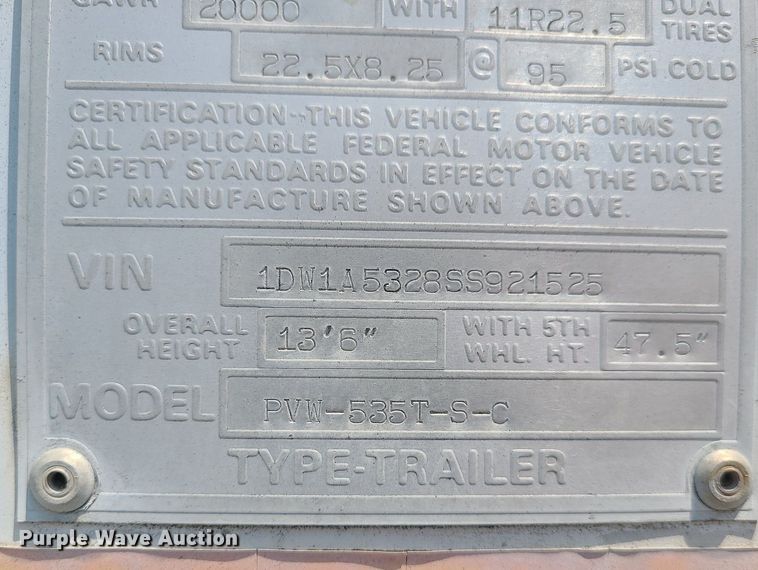 GAWR 20000 WITH 11R22.5 DUAL TIRES
RIMS 22.5X8.25 @ 95 PSI COLD
CERTIFICATION--THIS VEHICLE CONFORMS TO
ALL APPLICABLE FEDERAL MOTOR VEHICLE
SAFETY STANDARDS IN EFFECT ON THE DATE
OF MANUFACTURE SHOWN ABOVE.
VIN 1DW1A5328SS921525
OVERALL HEIGHT 13'6" WITH 5TH WHL. HT. 47.5"
MODEL PVW-535T-S-C
TYPE-TRAILER
Purple Wave Auction